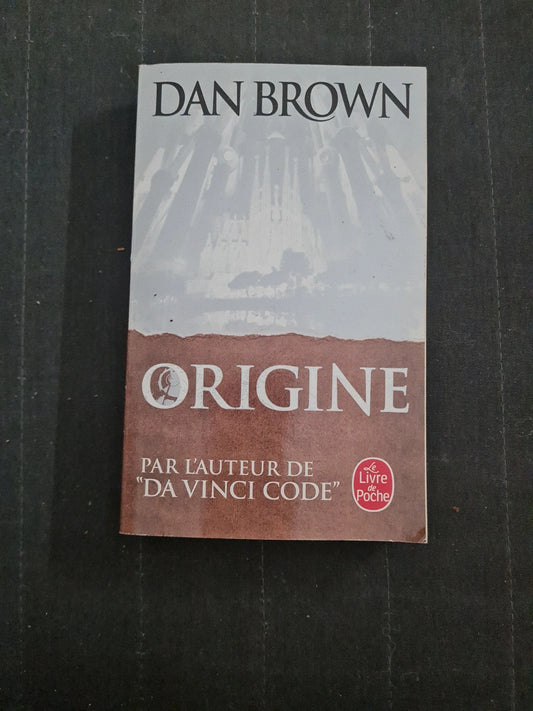 DAN BROWN
ORIGINE
PAR L'AUTEUR DE
"DA VINCI CODE"
Le
Livre
de
Poche